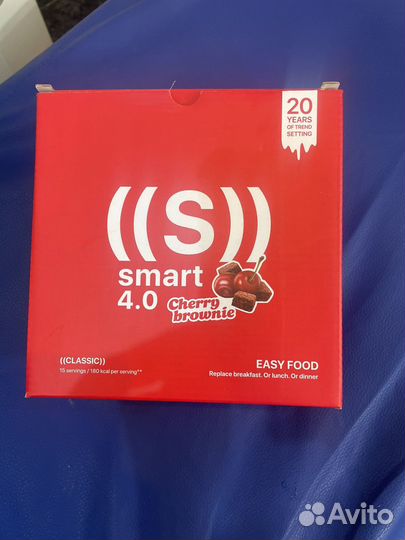 20
YEARS
OF TREND
SETTING
((S))
smart
4.0
Cherry
brownie
((CLASSIC))
15 servings / 180 kcal per serving**
EASY FOOD
Replace breakfast. Or lunch. Or dinner
Avito